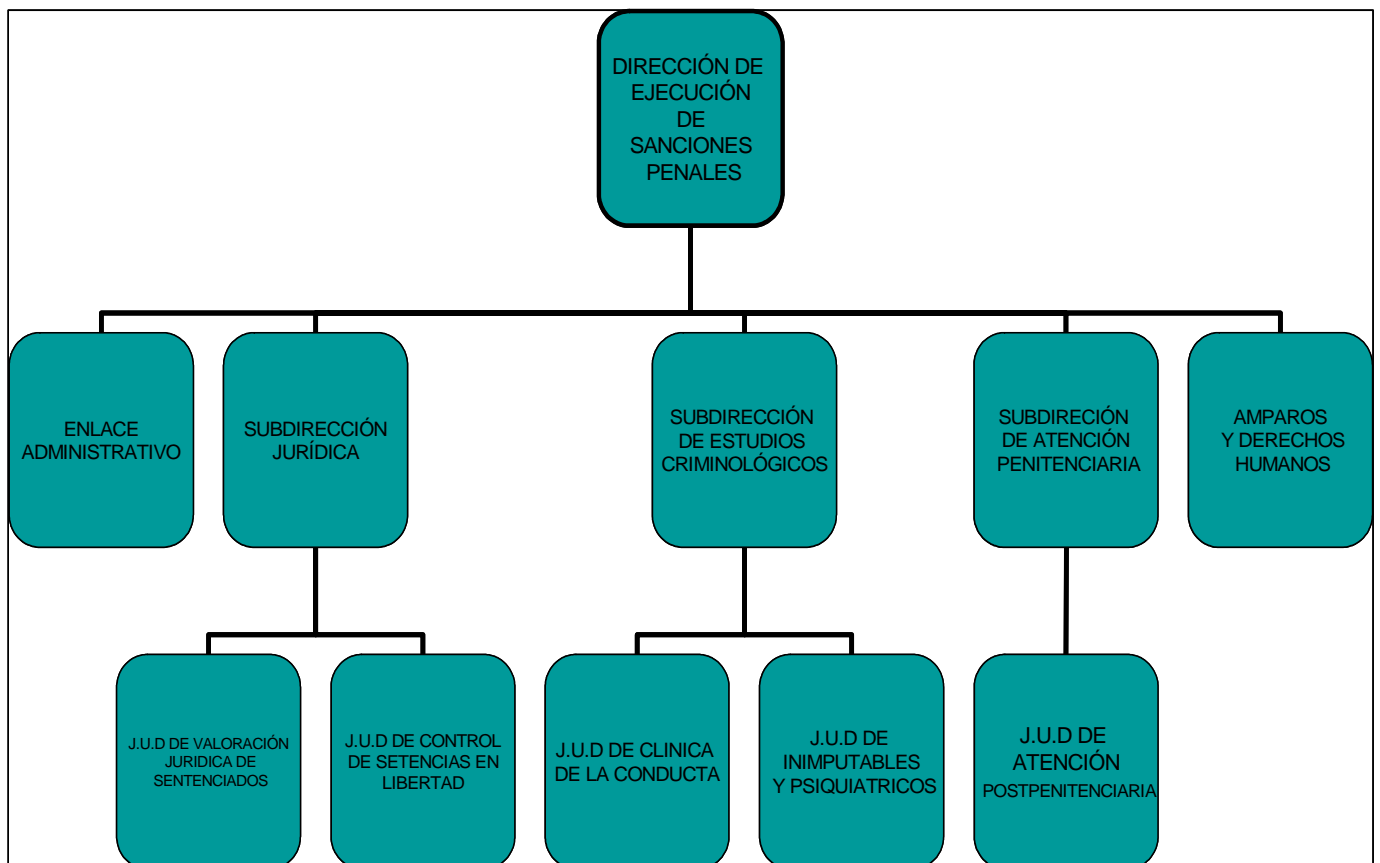 DIRECCIÓN DE
EJECUCIÓN
DE
SANCIONES
PENALES
ENLACE
ADMINISTRATIVO
SUBDIRECCIÓN
JURÍDICA
SUBDIRECCIÓN
DE ESTUDIOS
CRIMINOLÓGICOS
SUBDIRECIÓN
DE ATENCIÓN
PENITENCIARIA
AMPAROS
Y DERECHOS
HUMANOS
J.U.D DE VALORACIÓN
JURIDICA DE
SENTENCIADOS
J.U.D DE CONTROL
DE SETENCIAS EN
LIBERTAD
J.U.D DE CLINICA
DE LA CONDUCTA
J.U.D DE
INIMPUTABLES
Y PSIQUIATRICOS
J.U.D DE
ATENCIÓN
POSTPENITENCIARIA